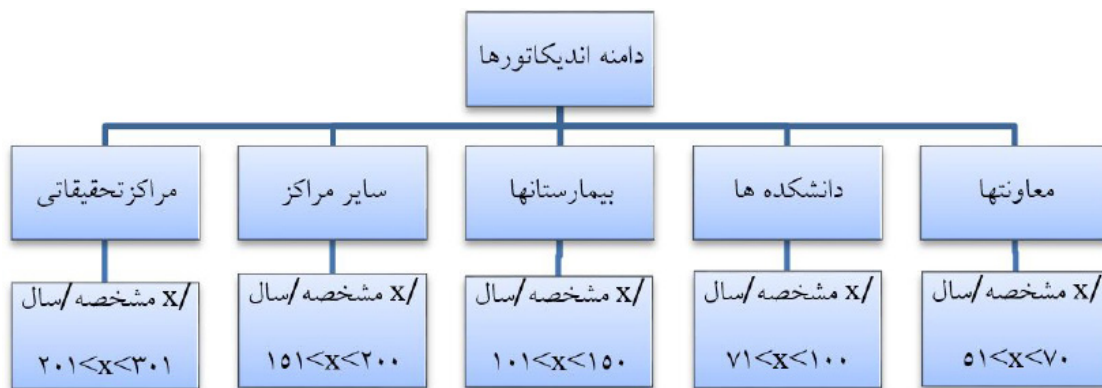 دامنه اندیکاتورها
معاونتها
دانشکده ها
بیمارستانها
سایر مراکز
مراکزتحقیقاتی
/x مشخصه/سال
۵۱<x<۷۰
/x مشخصه/سال
۷۱<x<۱۰۰
/x مشخصه/سال
۱۰۱<x<۱۵۰
/x مشخصه/سال
۱۵۱<x<۲۰۰
/x مشخصه/سال
۲۰۱<x<۳۰۱